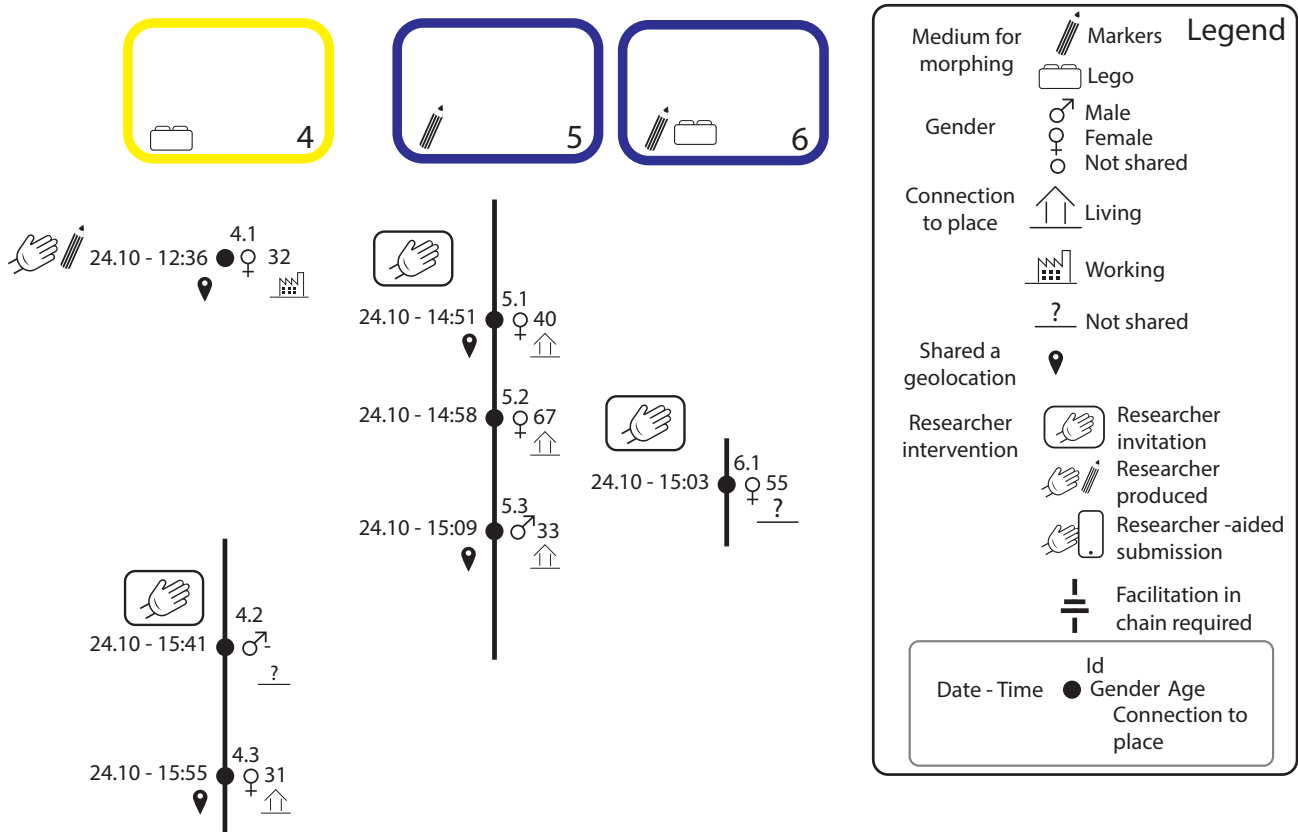 4
5
6
4.1
24.10 - 12:36
32
5.1
24.10 - 14:51
40
5.2
24.10 - 14:58
67
6.1
24.10 - 15:03
55
?
5.3
24.10 - 15:09
33
4.2
24.10 - 15:41
-
?
4.3
24.10 - 15:55
31
Legend
Medium for
morphing
Markers
Lego
Gender
Male
Female
Not shared
Connection
to place
Living
Working
?
Not shared
Shared a
geolocation
Researcher
intervention
Researcher
invitation
Researcher
produced
Researcher -aided
submission
Facilitation in
chain required
Id
Date - Time
Gender Age
Connection to
place